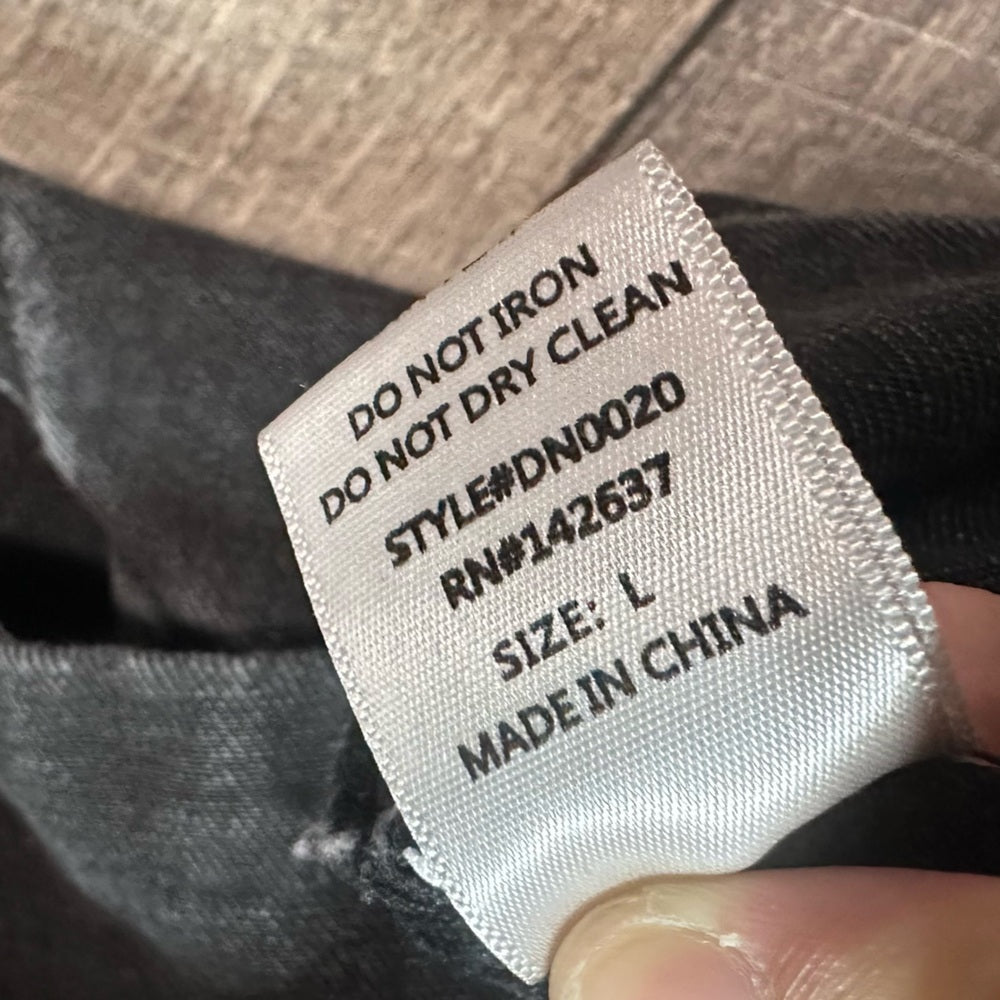 DO NOT IRON
DO NOT DRY CLEAN
STYLE#DN0020
RN#142637
SIZE: L
MADE IN CHINA